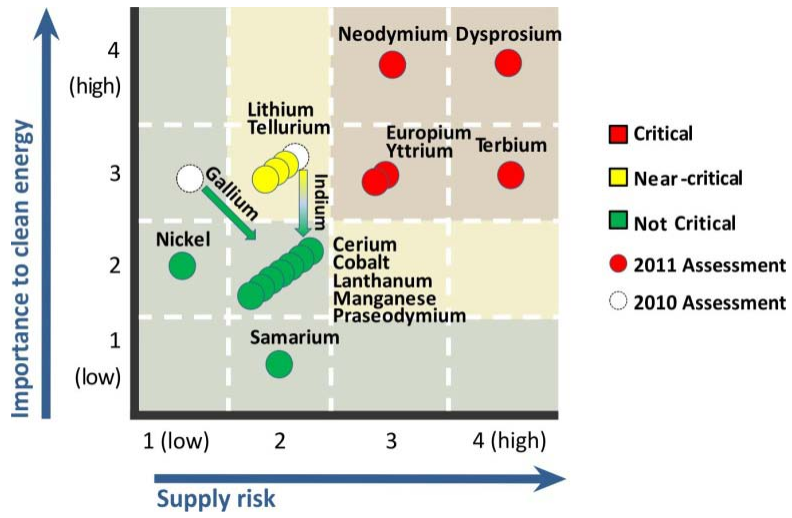 Importance to clean energy
4
(high)
3
2
1
(low)
Neodymium
Dysprosium
Lithium
Tellurium
Europium
Yttrium
Terbium
Gallium
Indium
Nickel
Cerium
Cobalt
Lanthanum
Manganese
Praseodymium
Samarium
1 (low)
2
3
4 (high)
Supply risk
Critical
Near-critical
Not Critical
2011 Assessment
2010 Assessment